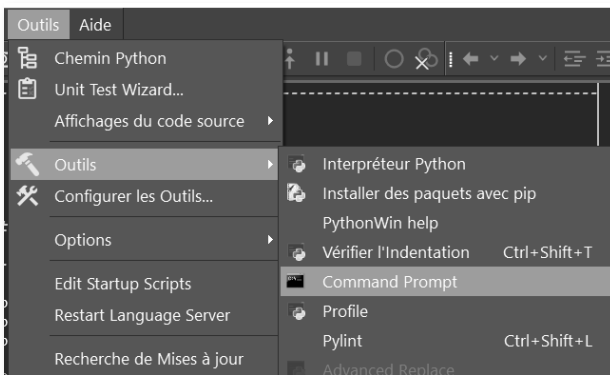 Outils Aide
Chemin Python
Unit Test Wizard...
Affichages du code source
Outils
Configurer les Outils...
Options
Edit Startup Scripts
Restart Language Server
Recherche de Mises à jour
Interpréteur Python
Installer des paquets avec pip
PythonWin help
Vérifier l'Indentation Ctrl+Shift+T
Command Prompt
Profile
Pylint Ctrl+Shift+L
Advanced Replace